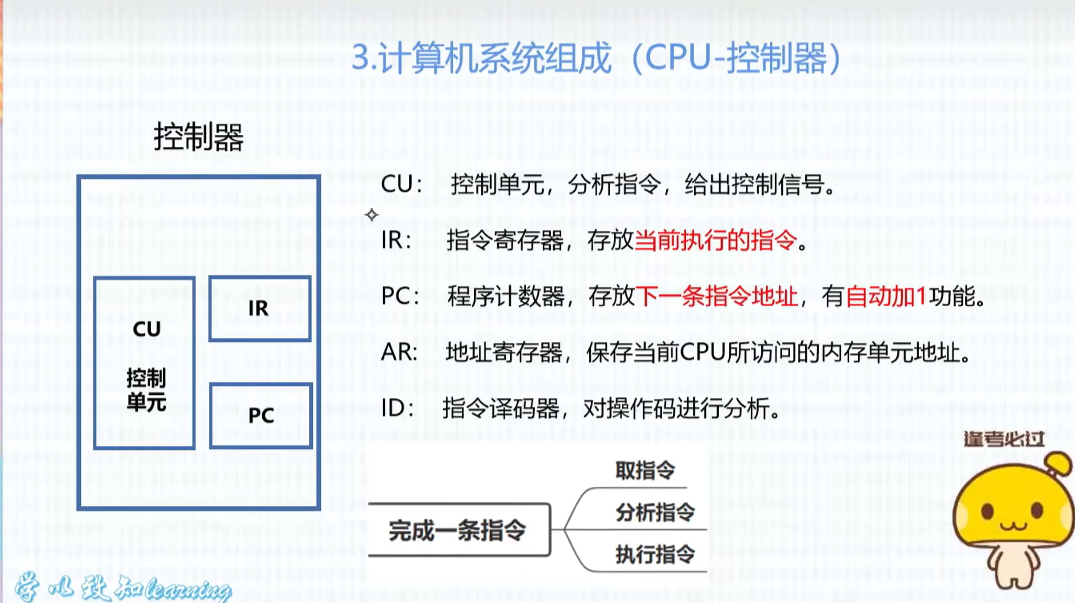 3.计算机系统组成（CPU-控制器）
控制器
CU
控制
单元
IR
PC
CU： 控制单元，分析指令，给出控制信号。
IR： 指令寄存器，存放当前执行的指令。
PC： 程序计数器，存放下一条指令地址，有自动加1功能。
AR: 地址寄存器，保存当前CPU所访问的内存单元地址。
ID： 指令译码器，对操作码进行分析。
完成一条指令
取指令
分析指令
执行指令
逢考必过
学以致知learning